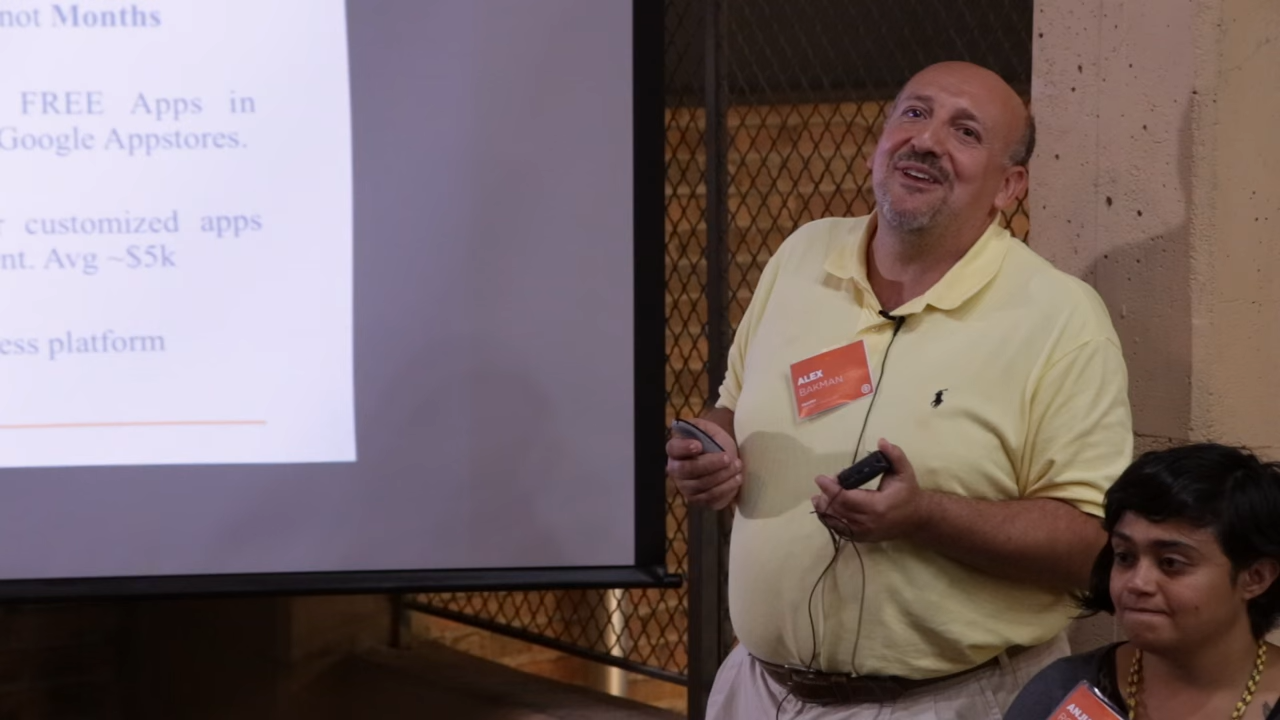 not Months
FREE Apps in
Google Appstores.
customized apps
nt. Avg ~$5k
ess platform
ALEX
BAKMAN